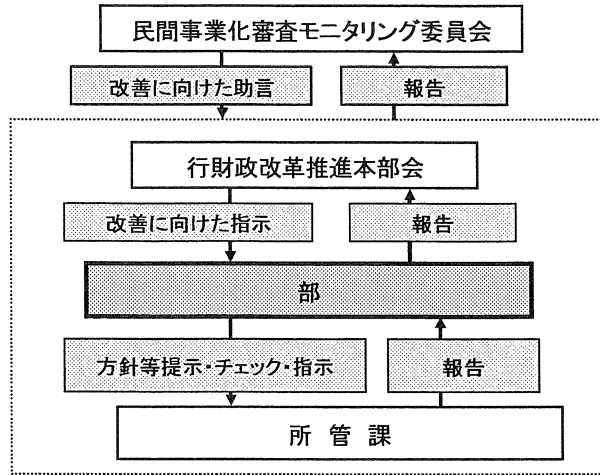 民間事業化審査モニタリング委員会
改善に向けた助言 報告
行財政改革推進本部会
改善に向けた指示 報告
部
方針等提示・チェック・指示 報告
所管課